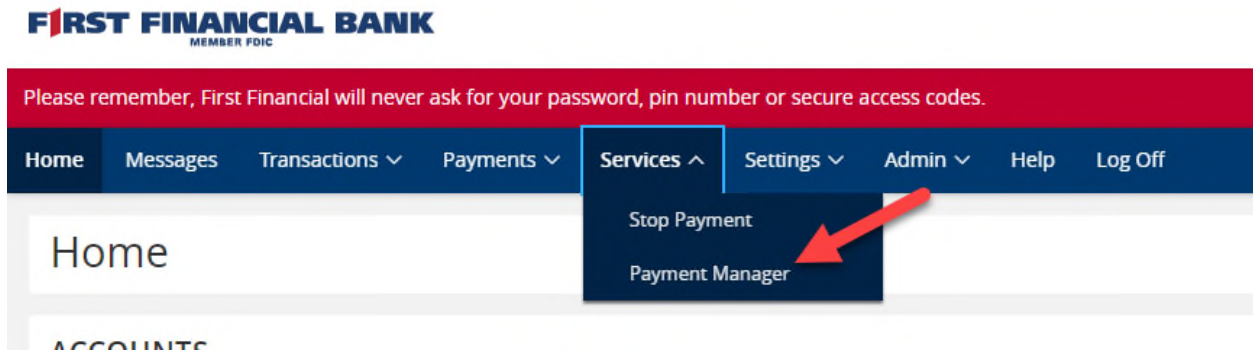 FIRST FINANCIAL BANK
MEMBER FDIC
Please remember, First Financial will never ask for your password, pin number or secure access codes.
Home Messages Transactions Payments Services Settings Admin Help Log Off
Stop Payment
Home
Payment Manager
ACCOUNTS